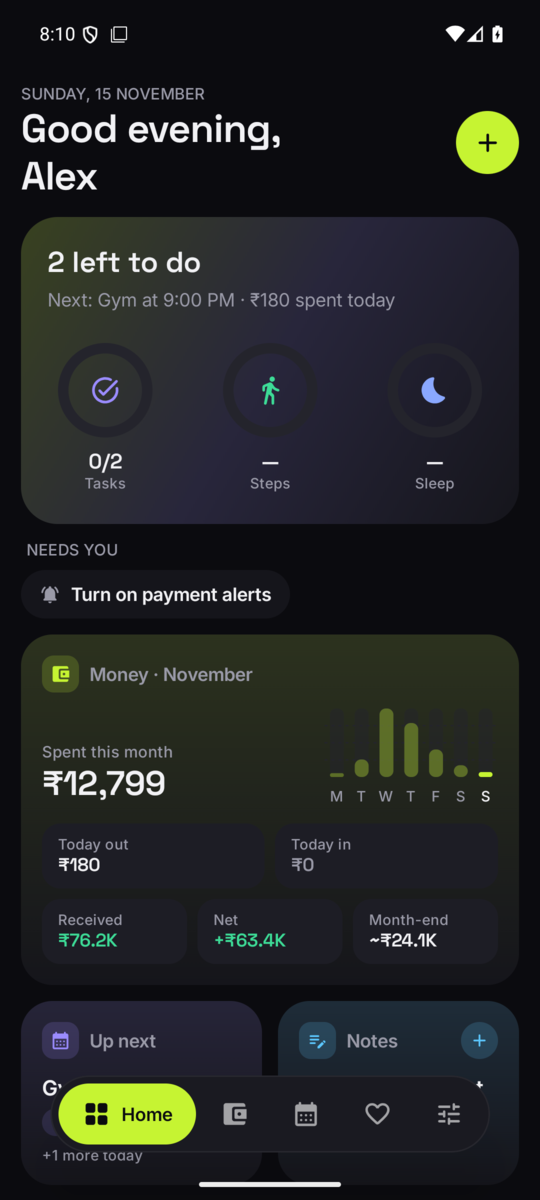 8:10
SUNDAY, 15 NOVEMBER
Good evening,
Alex
2 left to do
Next: Gym at 9:00 PM · ₹180 spent today
0/2
Tasks
—
Steps
—
Sleep
NEEDS YOU
Turn on payment alerts
Money · November
Spent this month
₹12,799
M T W T F S S
Today out
₹180
Today in
₹0
Received
₹76.2K
Net
+₹63.4K
Month-end
~₹24.1K
Up next
Notes
Home
+1 more today